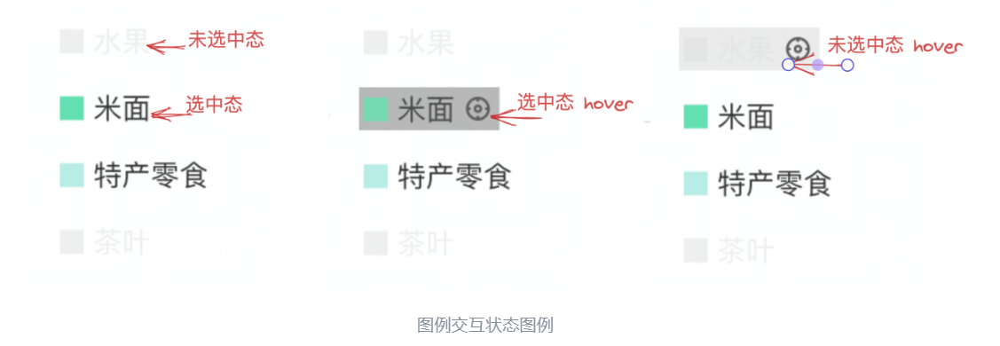 水果
未选中态
米面
选中态
特产零食
茶叶
水果
米面
选中态 hover
特产零食
茶叶
水果
未选中态 hover
米面
特产零食
茶叶
图例交互状态图例